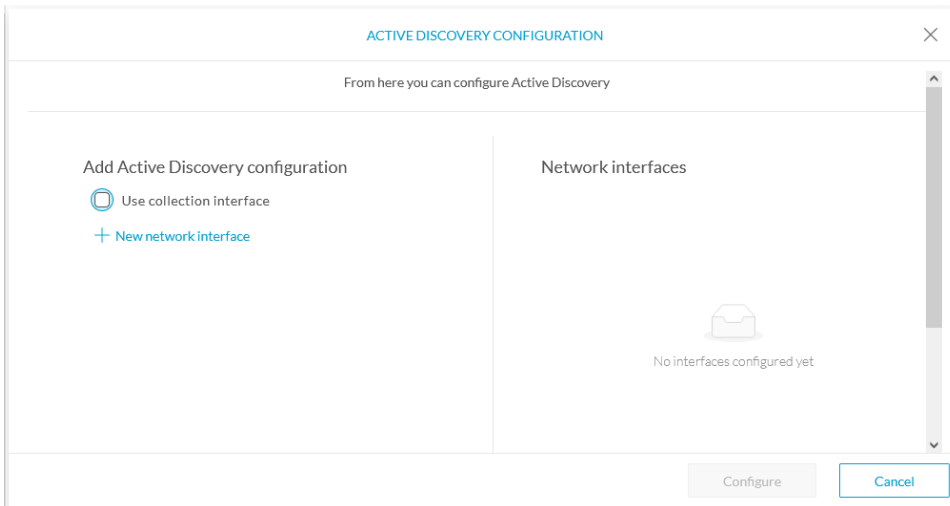 ACTIVE DISCOVERY CONFIGURATION
From here you can configure Active Discovery
Add Active Discovery configuration
Use collection interface
New network interface
Network interfaces
No interfaces configured yet
Configure
Cancel